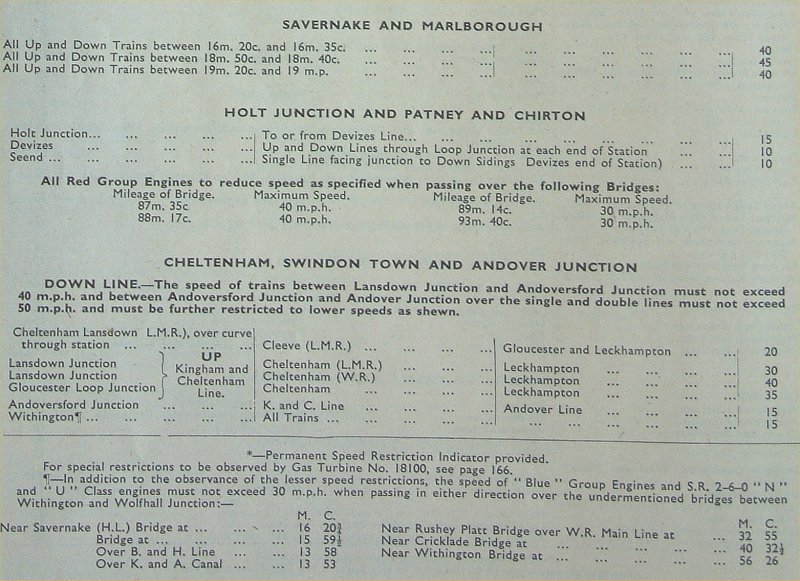 SAVERNAKE AND MARLBOROUGH
All Up and Down Trains between 16m. 20c. and 16m. 35c. ... ... ... ... ... ... ... ... 40
All Up and Down Trains between 18m. 50c. and 18m. 40c. ... ... ... ... ... ... ... ... 45
All Up and Down Trains between 19m. 20c. and 19 m.p. ... ... ... ... ... ... ... ... 40
HOLT JUNCTION AND PATNEY AND CHIRTON
Holt Junction... ... ... ... ... To or from Devizes Line... ... ... ... ... ... ... ... 15
Devizes ... ... ... ... ... Up and Down Lines through Loop Junction at each end of Station ... ... 10
Seend ... ... ... ... ... Single Line facing junction to Down Sidings Devizes end of Station) ... ... 10
All Red Group Engines to reduce speed as specified when passing over the following Bridges:
Mileage of Bridge. Maximum Speed. Mileage of Bridge. Maximum Speed.
87m. 35c 40 m.p.h. 89m. 14c. 30 m.p.h.
88m. 17c. 40 m.p.h. 93m. 40c. 30 m.p.h.
CHELTENHAM, SWINDON TOWN AND ANDOVER JUNCTION
DOWN LINE.—The speed of trains between Lansdown Junction and Andoversford Junction must not exceed
40 m.p.h. and between Andoversford Junction and Andover Junction over the single and double lines must not exceed
50 m.p.h. and must be further restricted to lower speeds as shewn.
Cheltenham Lansdown L.M.R.), over curve
through station ... ... ... ... Cleeve (L.M.R.) ... ... ... ... Gloucester and Leckhampton ... ... 20
UP
Lansdown Junction Kingham and Cheltenham (L.M.R.) ... ... ... Leckhampton ... ... ... ... 30
Lansdown Junction Cheltenham Cheltenham (W.R.) ... ... ... Leckhampton ... ... ... ... 40
Gloucester Loop Junction Line. Cheltenham ... ... ... ... Leckhampton ... ... ... ... 35
Andoversford Junction ... ... ... K. and C. Line ... ... ... ... Andover Line ... ... ... ... 15
Withington¶ ... ... ... ... ... All Trains ... ... ... ... ... ... ... ... ... ... 15
*—Permanent Speed Restriction Indicator provided.
For special restrictions to be observed by Gas Turbine No. 18100, see page 166.
¶—In addition to the observance of the lesser speed restrictions, the speed of "Blue" Group Engines and S.R. 2-6-0 "N"
and "U" Class engines must not exceed 30 m.p.h. when passing in either direction over the undermentioned bridges between
Withington and Wolfhall Junction:—
M. C. M. C.
Near Savernake (H.L.) Bridge at ... ... ... 16 20¾ Near Rushey Platt Bridge over W.R. Main Line at ... 32 55
Bridge at ... ... ... ... 15 59½ Near Cricklade Bridge at ... ... ... ... ... 40 32½
Over B. and H. Line ... ... 13 58 Near Withington Bridge at ... ... ... ... ... 56 26
Over K. and A. Canal ... ... 13 53